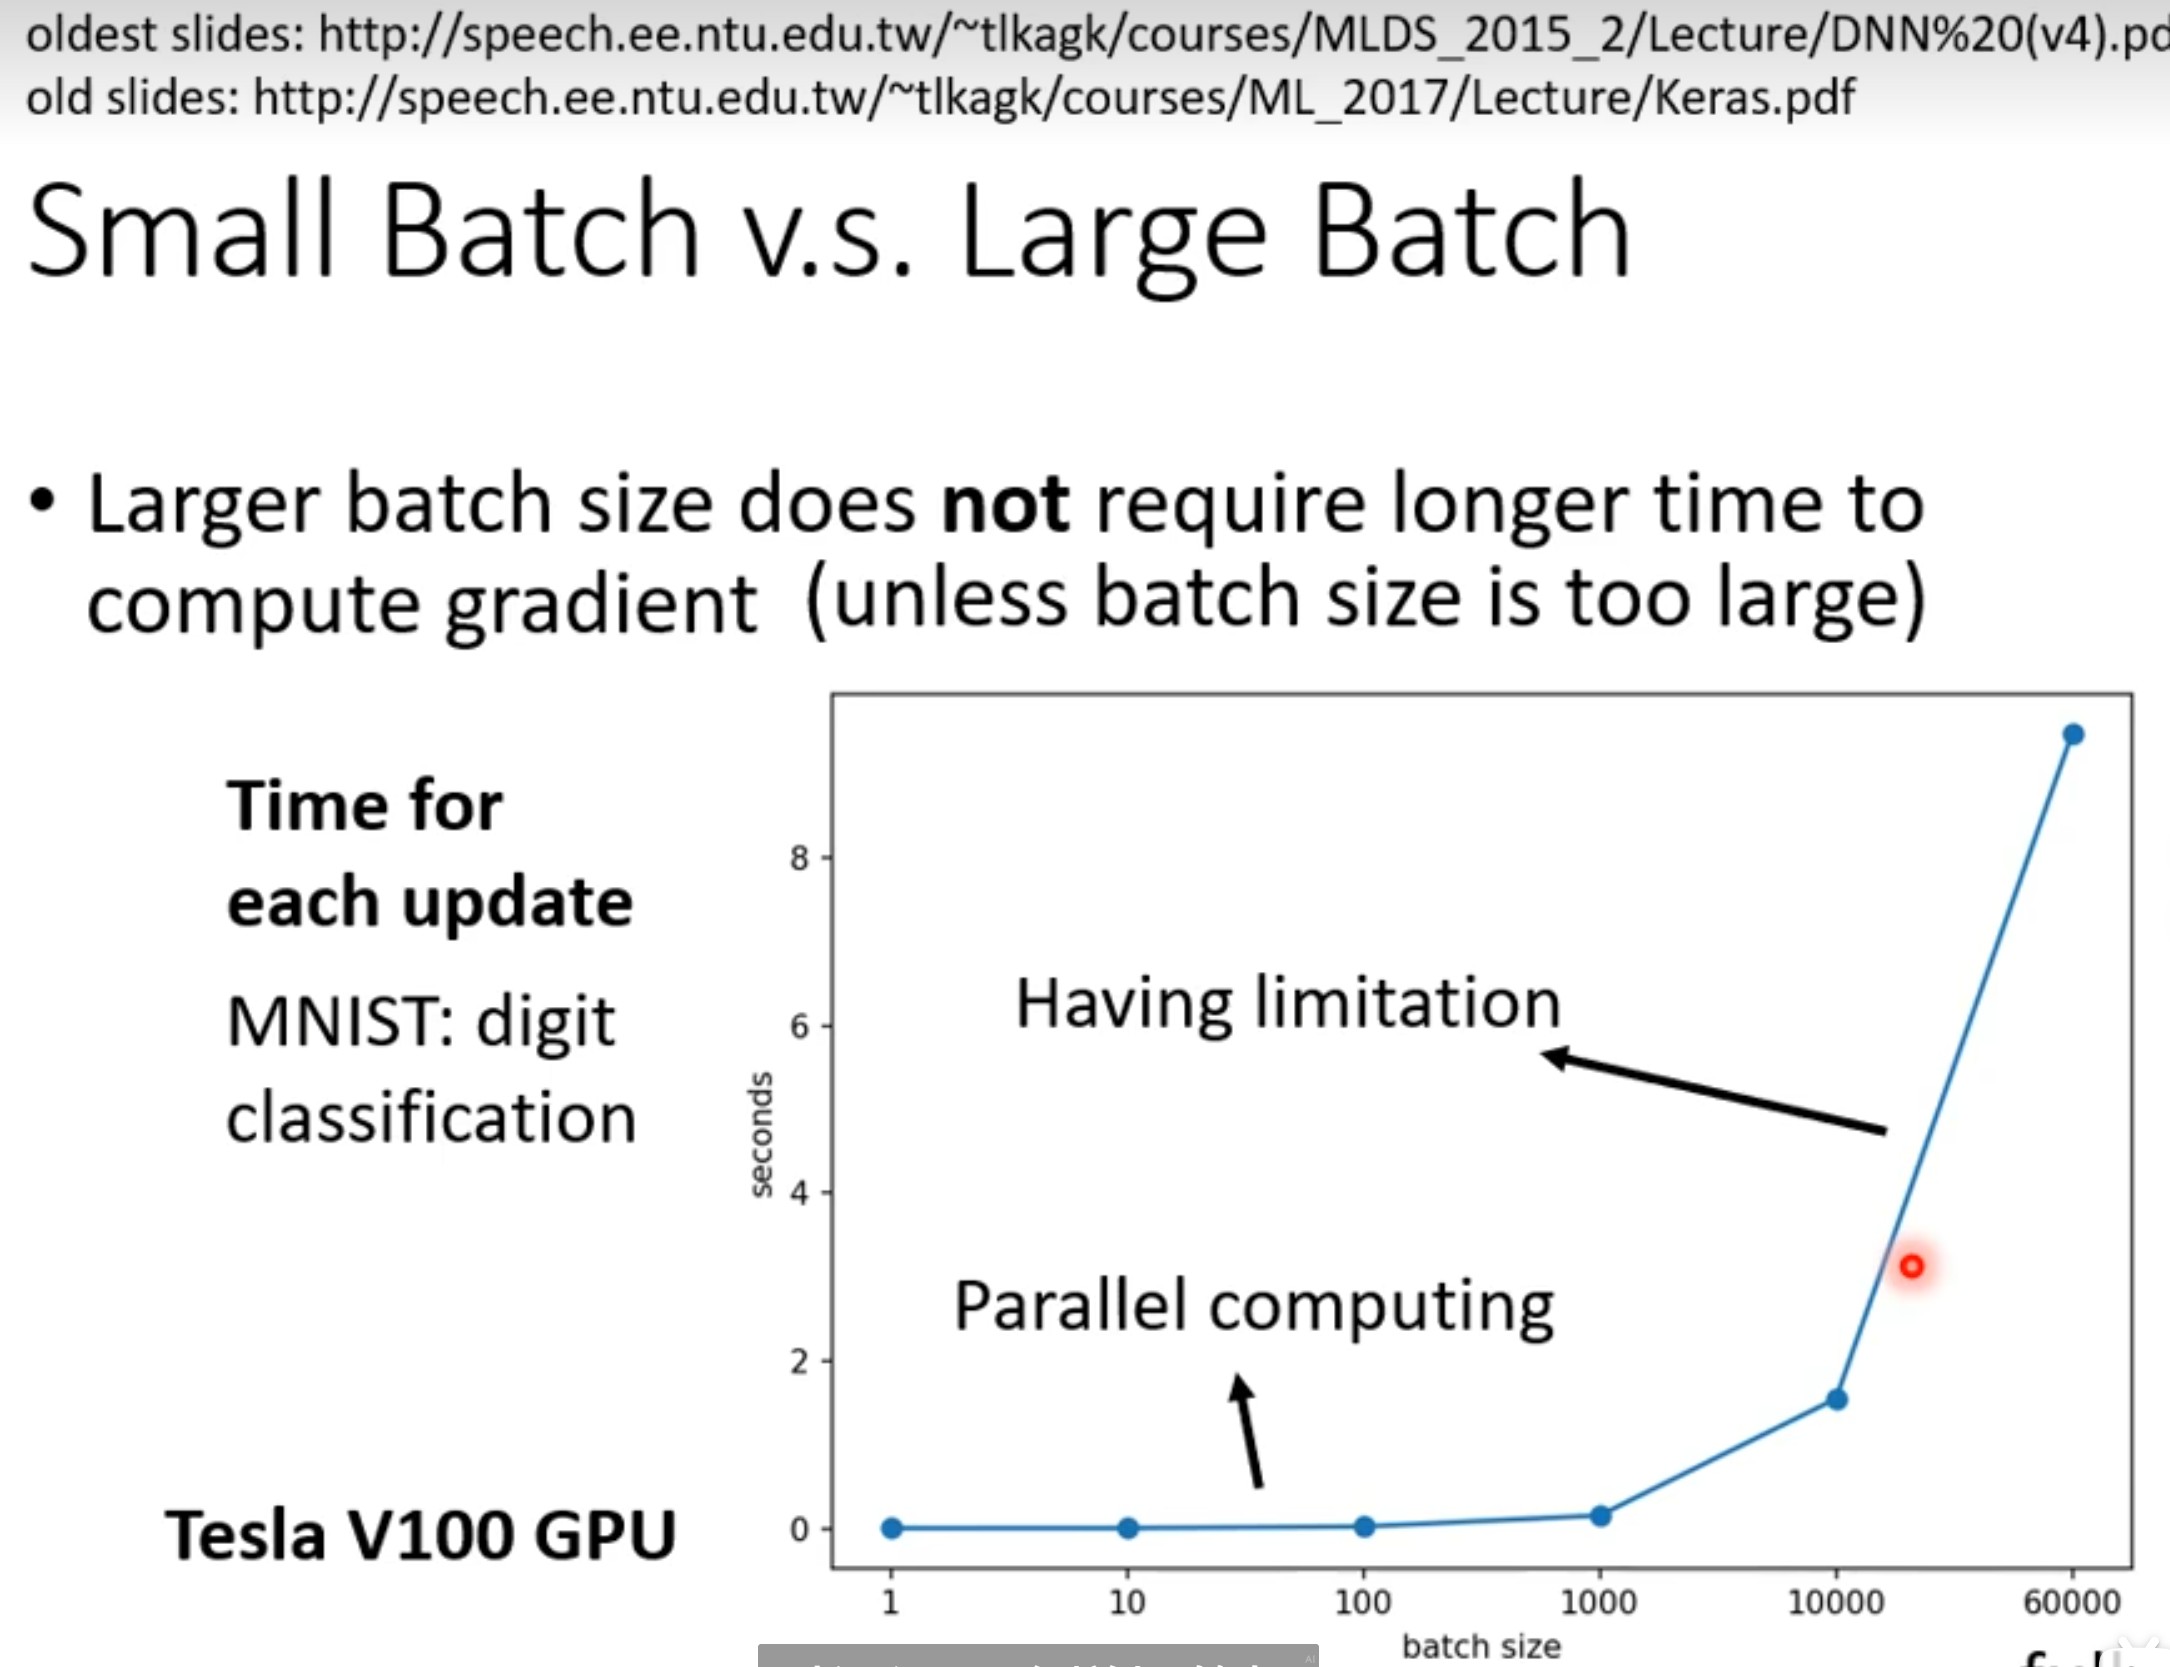 oldest slides: http://speech.ee.ntu.edu.tw/~tlkagk/courses/MLDS_2015_2/Lecture/DNN%20(v4).pd
old slides: http://speech.ee.ntu.edu.tw/~tlkagk/courses/ML_2017/Lecture/Keras.pdf
Small Batch v.s. Large Batch
• Larger batch size does not require longer time to
compute gradient (unless batch size is too large)
Time for
each update
MNIST: digit
classification
Tesla V100 GPU
seconds
8
6
4
2
0
Having limitation
Parallel computing
1 10 100 1000 10000 60000
batch size
AI